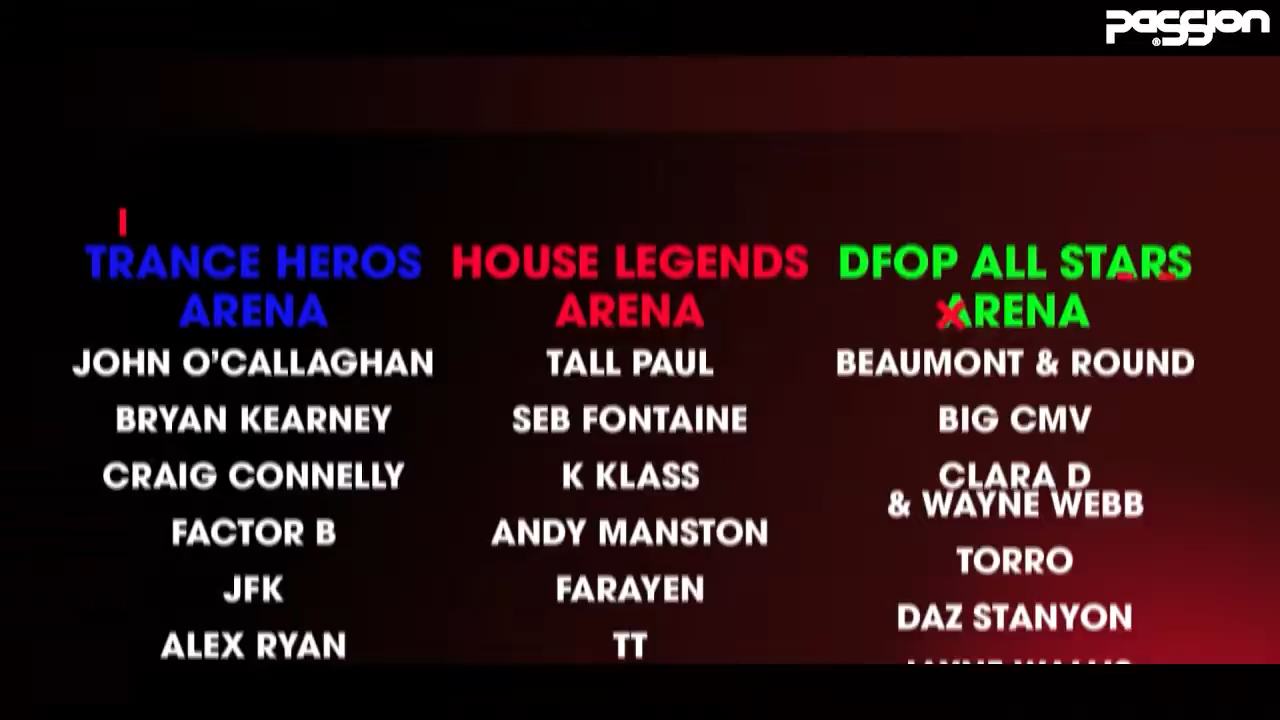 passion
TRANCE HEROS
ARENA
JOHN O'CALLAGHAN
BRYAN KEARNEY
CRAIG CONNELLY
FACTOR B
JFK
ALEX RYAN
HOUSE LEGENDS
ARENA
TALL PAUL
SEB FONTAINE
K KLASS
ANDY MANSTON
FARAYEN
TT
DFOP ALL STARS
ARENA
BEAUMONT & ROUND
BIG CMV
CLARA D
& WAYNE WEBB
TORRO
DAZ STANYON